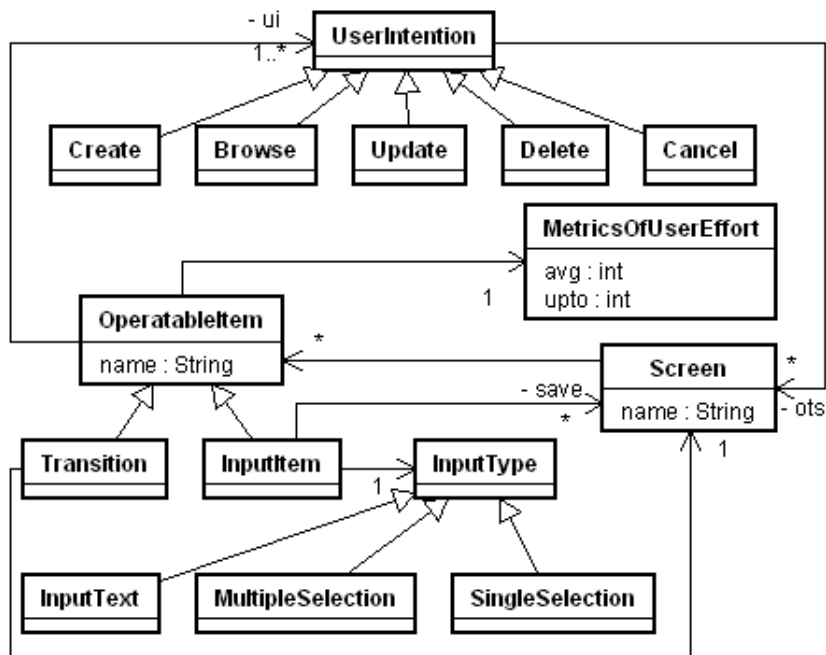 - ui
1..*
UserIntention
Create
Browse
Update
Delete
Cancel
MetricsOfUserEffort
avg : int
upto : int
1
OperatableItem
name : String
*
Screen
name : String
*
- ots
- save
*
1
Transition
InputItem
1
InputType
InputText
MultipleSelection
SingleSelection